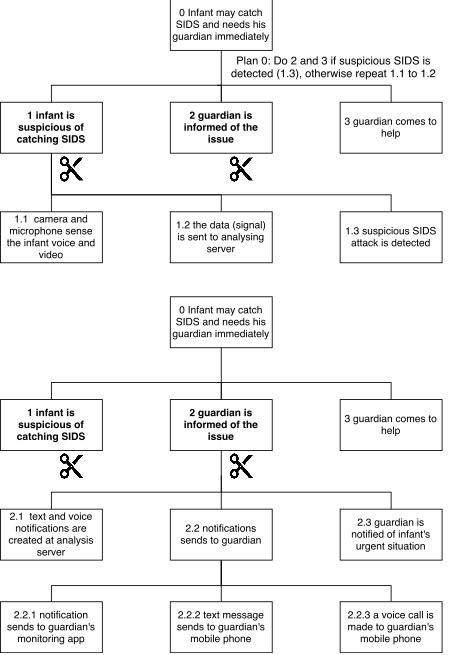 0 Infant may catch
SIDS and needs his
guardian immediately
Plan 0: Do 2 and 3 if suspicious SIDS is
detected (1.3), otherwise repeat 1.1 to 1.2
1 infant is
suspicious of
catching SIDS
2 guardian is
informed of the
issue
3 guardian comes to
help
1.1 camera and
microphone sense
the infant voice and
video
1.2 the data (signal)
is sent to analysing
server
1.3 suspicious SIDS
attack is detected
0 Infant may catch
SIDS and needs his
guardian immediately
1 infant is
suspicious of
catching SIDS
2 guardian is
informed of the
issue
3 guardian comes to
help
2.1 text and voice
notifications are
created at analysis
server
2.2 notifications
sends to guardian
2.3 guardian is
notified of infant's
urgent situation
2.2.1 notification
sends to guardian's
monitoring app
2.2.2 text message
sends to guardian's
mobile phone
2.2.3 a voice call is
made to guardian's
mobile phone